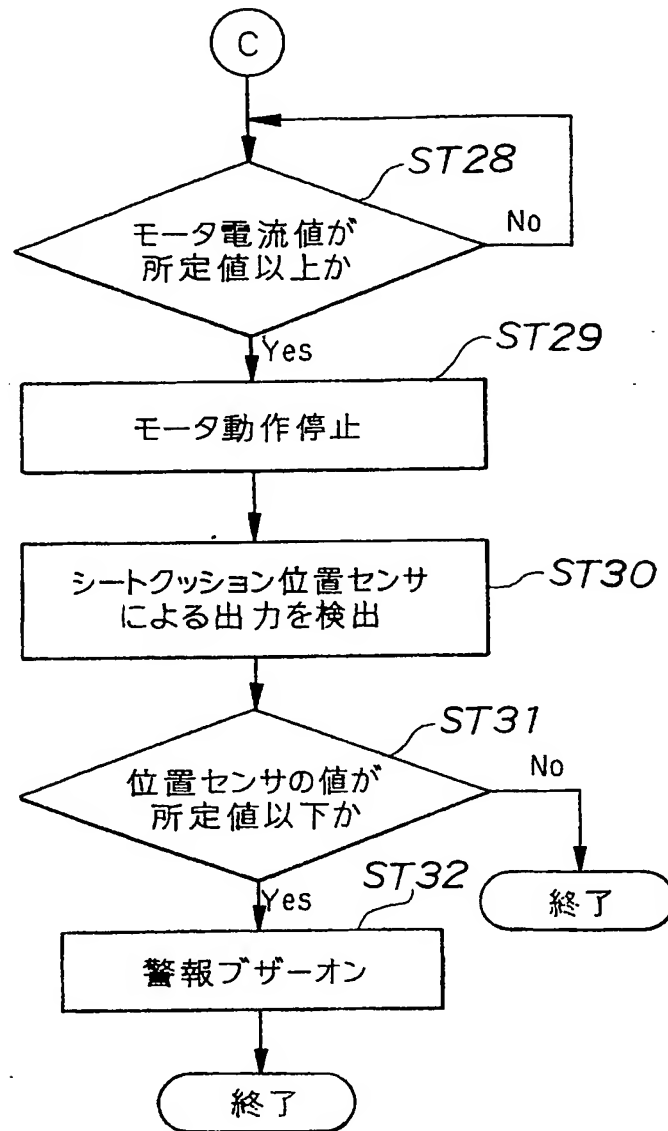 C
ST28
モータ電流値が
所定値以上か
No
Yes
ST29
モータ動作停止
シートクッション位置センサ
による出力を検出
ST30
ST31
位置センサの値が
所定値以下か
No
終了
Yes
ST32
警報ブザーオン
終了